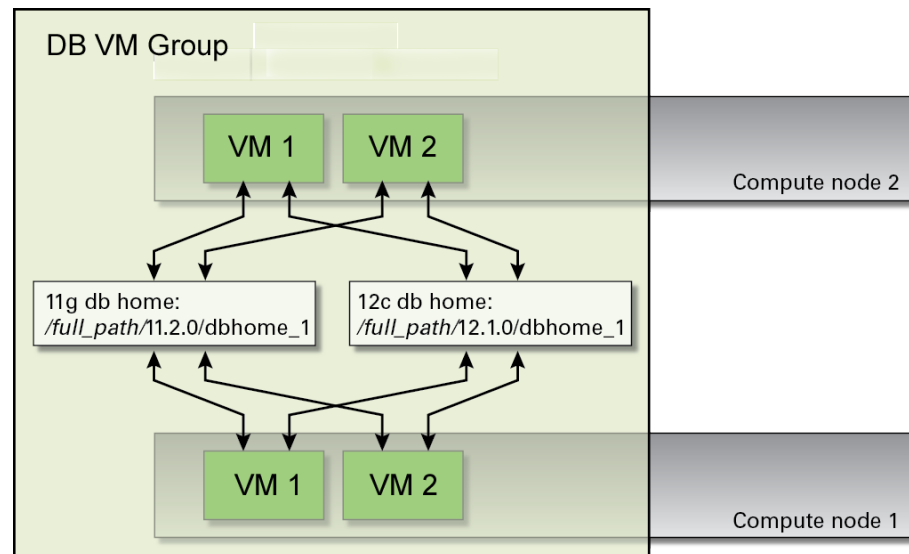 DB VM Group
VM 1
VM 2
Compute node 2
11g db home:
/full_path/11.2.0/dbhome_1
12c db home:
/full_path/12.1.0/dbhome_1
VM 1
VM 2
Compute node 1